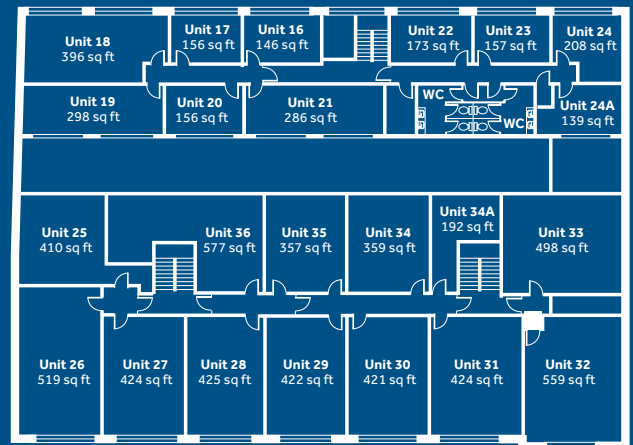 Unit 18
396 sq ft
Unit 17
156 sq ft
Unit 16
146 sq ft
Unit 22
173 sq ft
Unit 23
157 sq ft
Unit 24
208 sq ft
Unit 19
298 sq ft
Unit 20
156 sq ft
Unit 21
286 sq ft
WC
WC
Unit 24A
139 sq ft
Unit 25
410 sq ft
Unit 36
577 sq ft
Unit 35
357 sq ft
Unit 34
359 sq ft
Unit 34A
192 sq ft
Unit 33
498 sq ft
Unit 26
519 sq ft
Unit 27
424 sq ft
Unit 28
425 sq ft
Unit 29
422 sq ft
Unit 30
421 sq ft
Unit 31
424 sq ft
Unit 32
559 sq ft